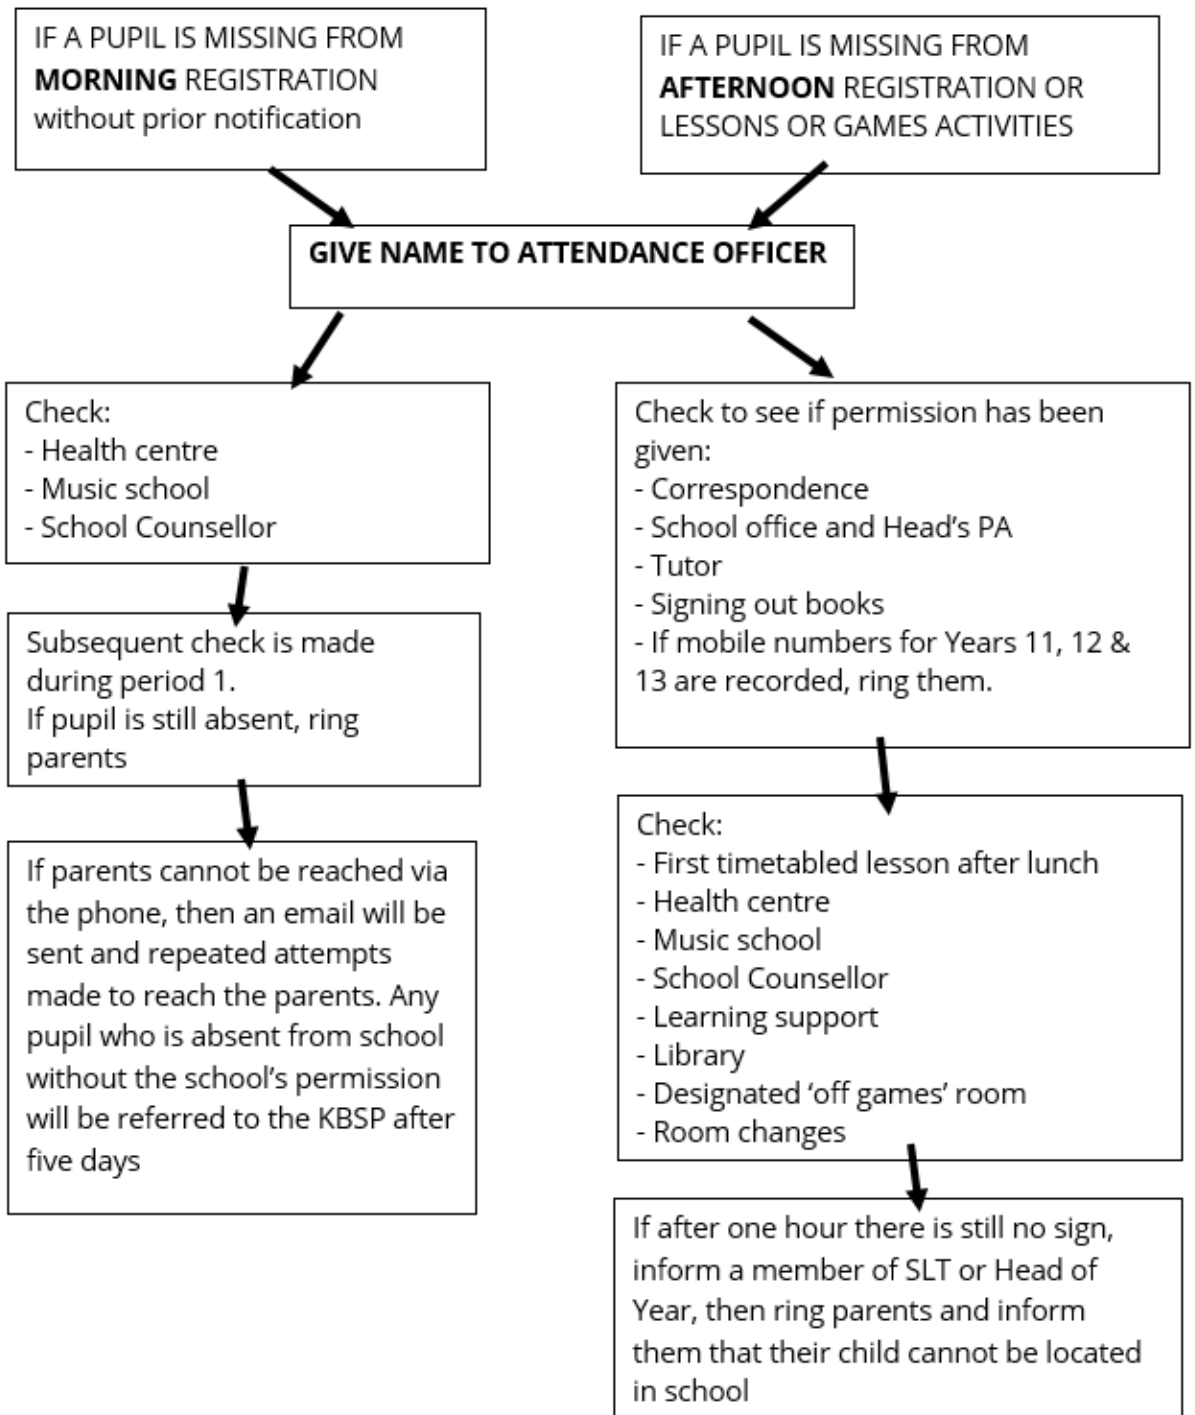 IF A PUPIL IS MISSING FROM
MORNING REGISTRATION
without prior notification
IF A PUPIL IS MISSING FROM
AFTERNOON REGISTRATION OR
LESSONS OR GAMES ACTIVITIES
GIVE NAME TO ATTENDANCE OFFICER
Check:
- Health centre
- Music school
- School Counsellor
Subsequent check is made
during period 1.
If pupil is still absent, ring
parents
If parents cannot be reached via
the phone, then an email will be
sent and repeated attempts
made to reach the parents. Any
pupil who is absent from school
without the school’s permission
will be referred to the KBSP after
five days
Check to see if permission has been
given:
- Correspondence
- School office and Head’s PA
- Tutor
- Signing out books
- If mobile numbers for Years 11, 12 &
13 are recorded, ring them.
Check:
- First timetabled lesson after lunch
- Health centre
- Music school
- School Counsellor
- Learning support
- Library
- Designated ‘off games’ room
- Room changes
If after one hour there is still no sign,
inform a member of SLT or Head of
Year, then ring parents and inform
them that their child cannot be located
in school